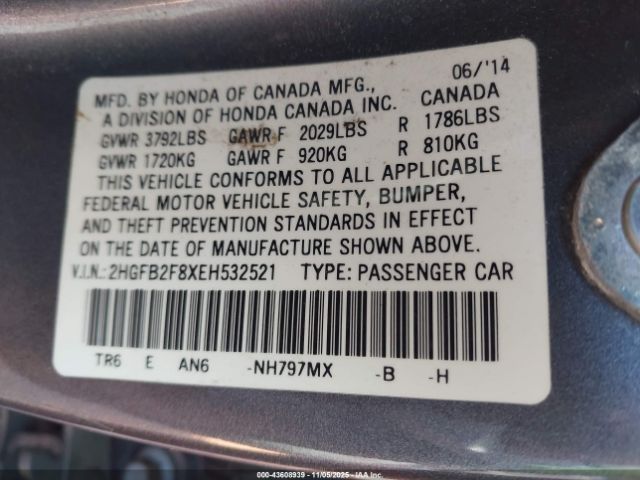 06/'14
MFD. BY HONDA OF CANADA MFG., CANADA
A DIVISION OF HONDA CANADA INC.
GVWR 3792LBS GAWR F 2029LBS R 1786LBS
GVWR 1720KG GAWR F 920KG R 810KG
THIS VEHICLE CONFORMS TO ALL APPLICABLE
FEDERAL MOTOR VEHICLE SAFETY, BUMPER,
AND THEFT PREVENTION STANDARDS IN EFFECT
ON THE DATE OF MANUFACTURE SHOWN ABOVE.
V.I.N.:2HGFB2F8XEH532521 TYPE: PASSENGER CAR
TR6 E AN6 -NH797MX -B -H
000-43608939 - 11/05/2025 - IAAI.COM